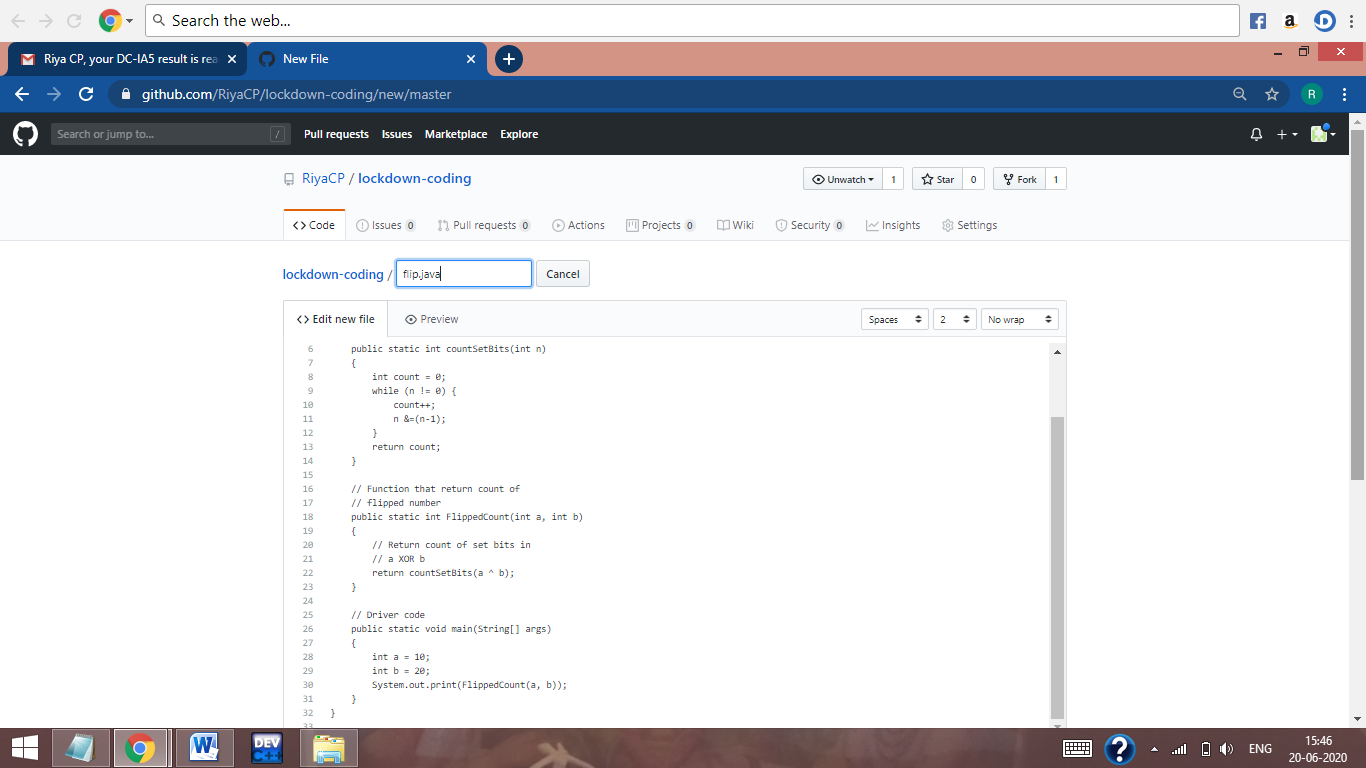 Search the web...
Riya CP, your DC-IA5 result is rea
New File
github.com/RiyaCP/lockdown-coding/new/master
R
Search or jump to...
/
Pull requests
Issues
Marketplace
Explore
RiyaCP / lockdown-coding
Unwatch 1
Star 0
Fork 1
Code
Issues 0
Pull requests 0
Actions
Projects 0
Wiki
Security 0
Insights
Settings
lockdown-coding / flip.java
Cancel
<> Edit new file
Preview
Spaces
2
No wrap
6 public static int countSetBits(int n)
7 {
8 int count = 0;
9 while (n != 0) {
10 count++;
11 n &=(n-1);
12 }
13 return count;
14 }
15
16 // Function that return count of
17 // flipped number
18 public static int FlippedCount(int a, int b)
19 {
20 // Return count of set bits in
21 // a XOR b
22 return countSetBits(a ^ b);
23 }
24
25 // Driver code
26 public static void main(String[] args)
27 {
28 int a = 10;
29 int b = 20;
30 System.out.print(FlippedCount(a, b));
31 }
32 }
33
DEV
C++
ENG
15:46
20-06-2020